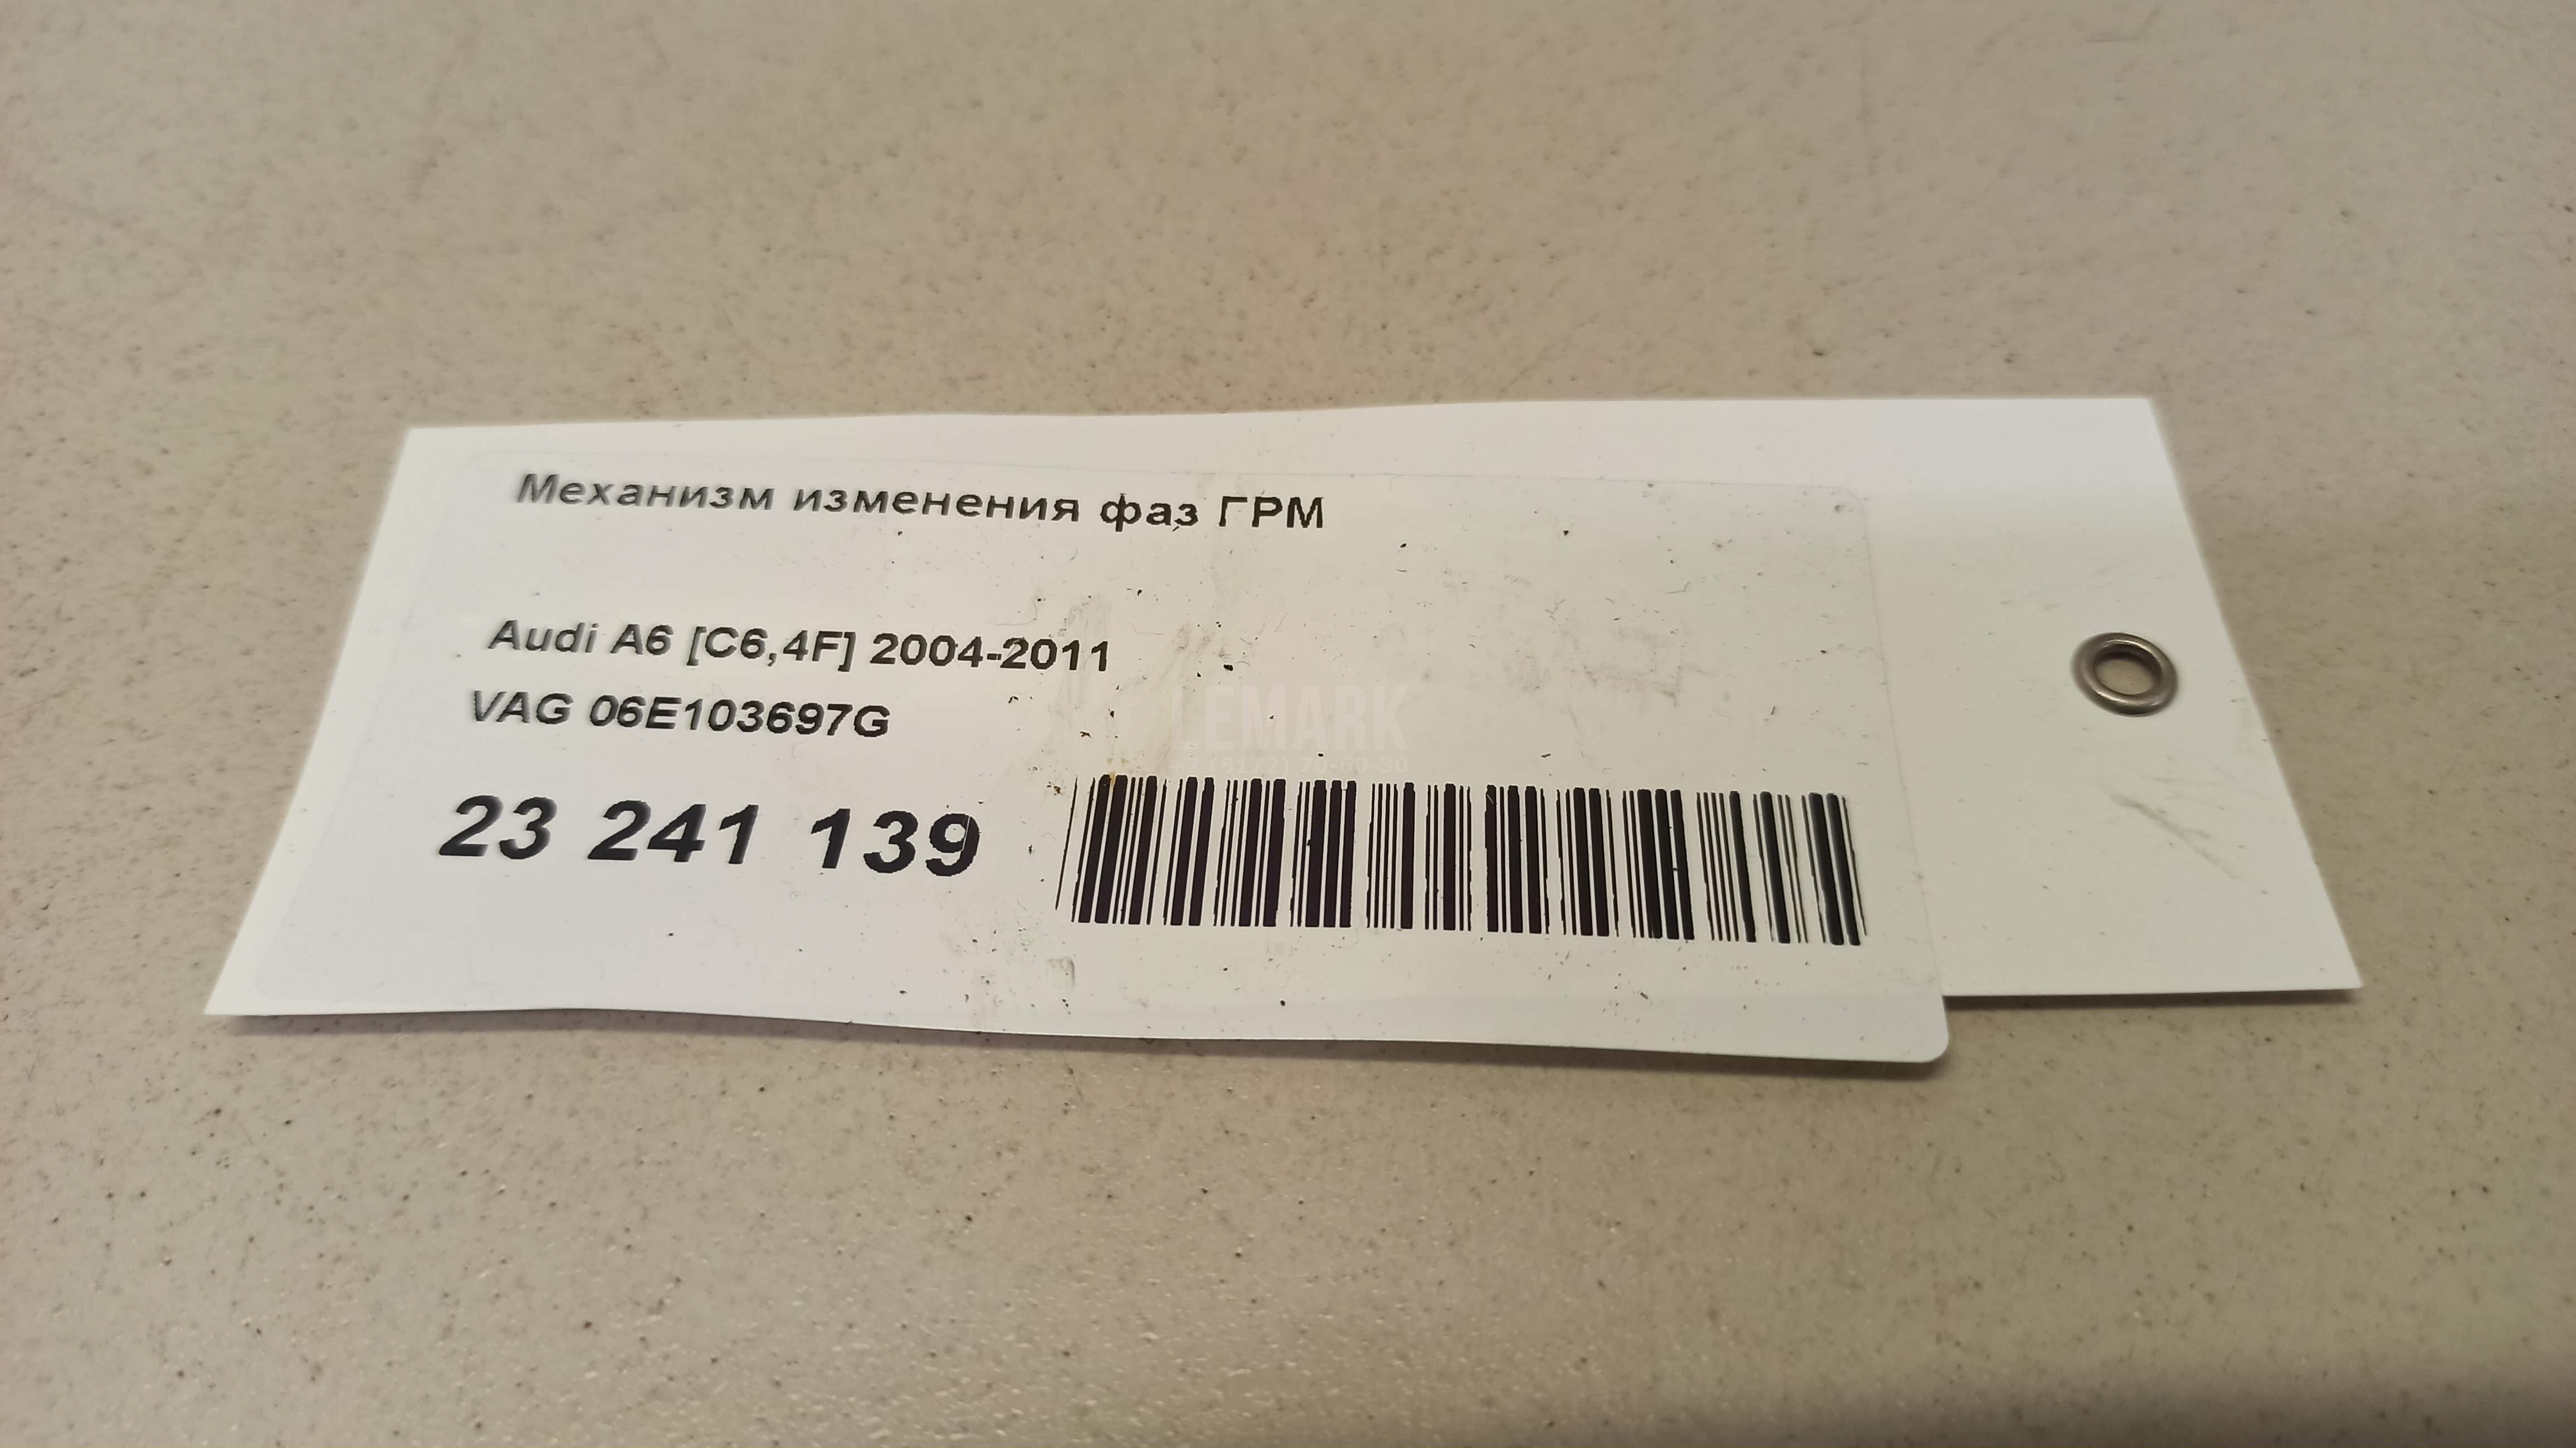 Механизм изменения фаз ГРМ
Audi A6 [C6,4F] 2004-2011
VAG 06E103697G
LEMARK
23 241 139